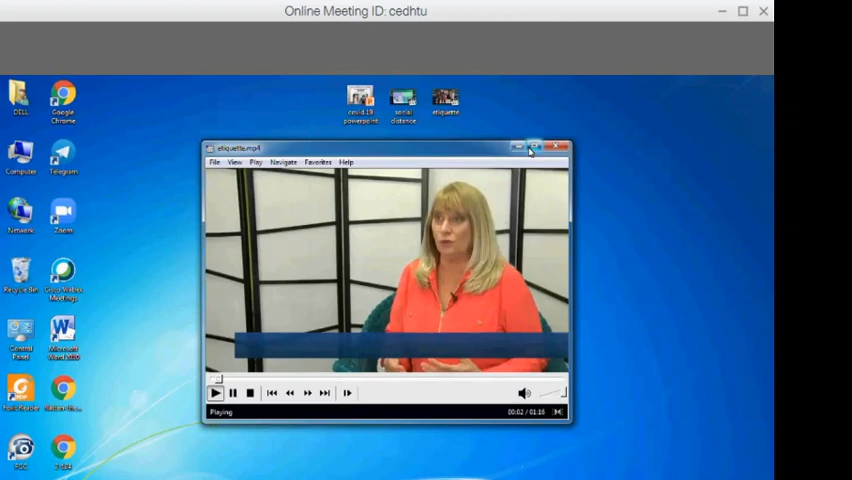 Online Meeting ID: cedhtu
DELL
Google
Chrome
covid.19
powerpoint
social
distance
etiquette
etiquette.mp4
File View Play Navigate Favorites Help
Computer
Telegram
Network
Zoom
Recycle Bin
Cisco Webex
Meetings
Control
Panel
Microsoft
Word 2010
Foxit Reader
Playing
00:02 / 01:16